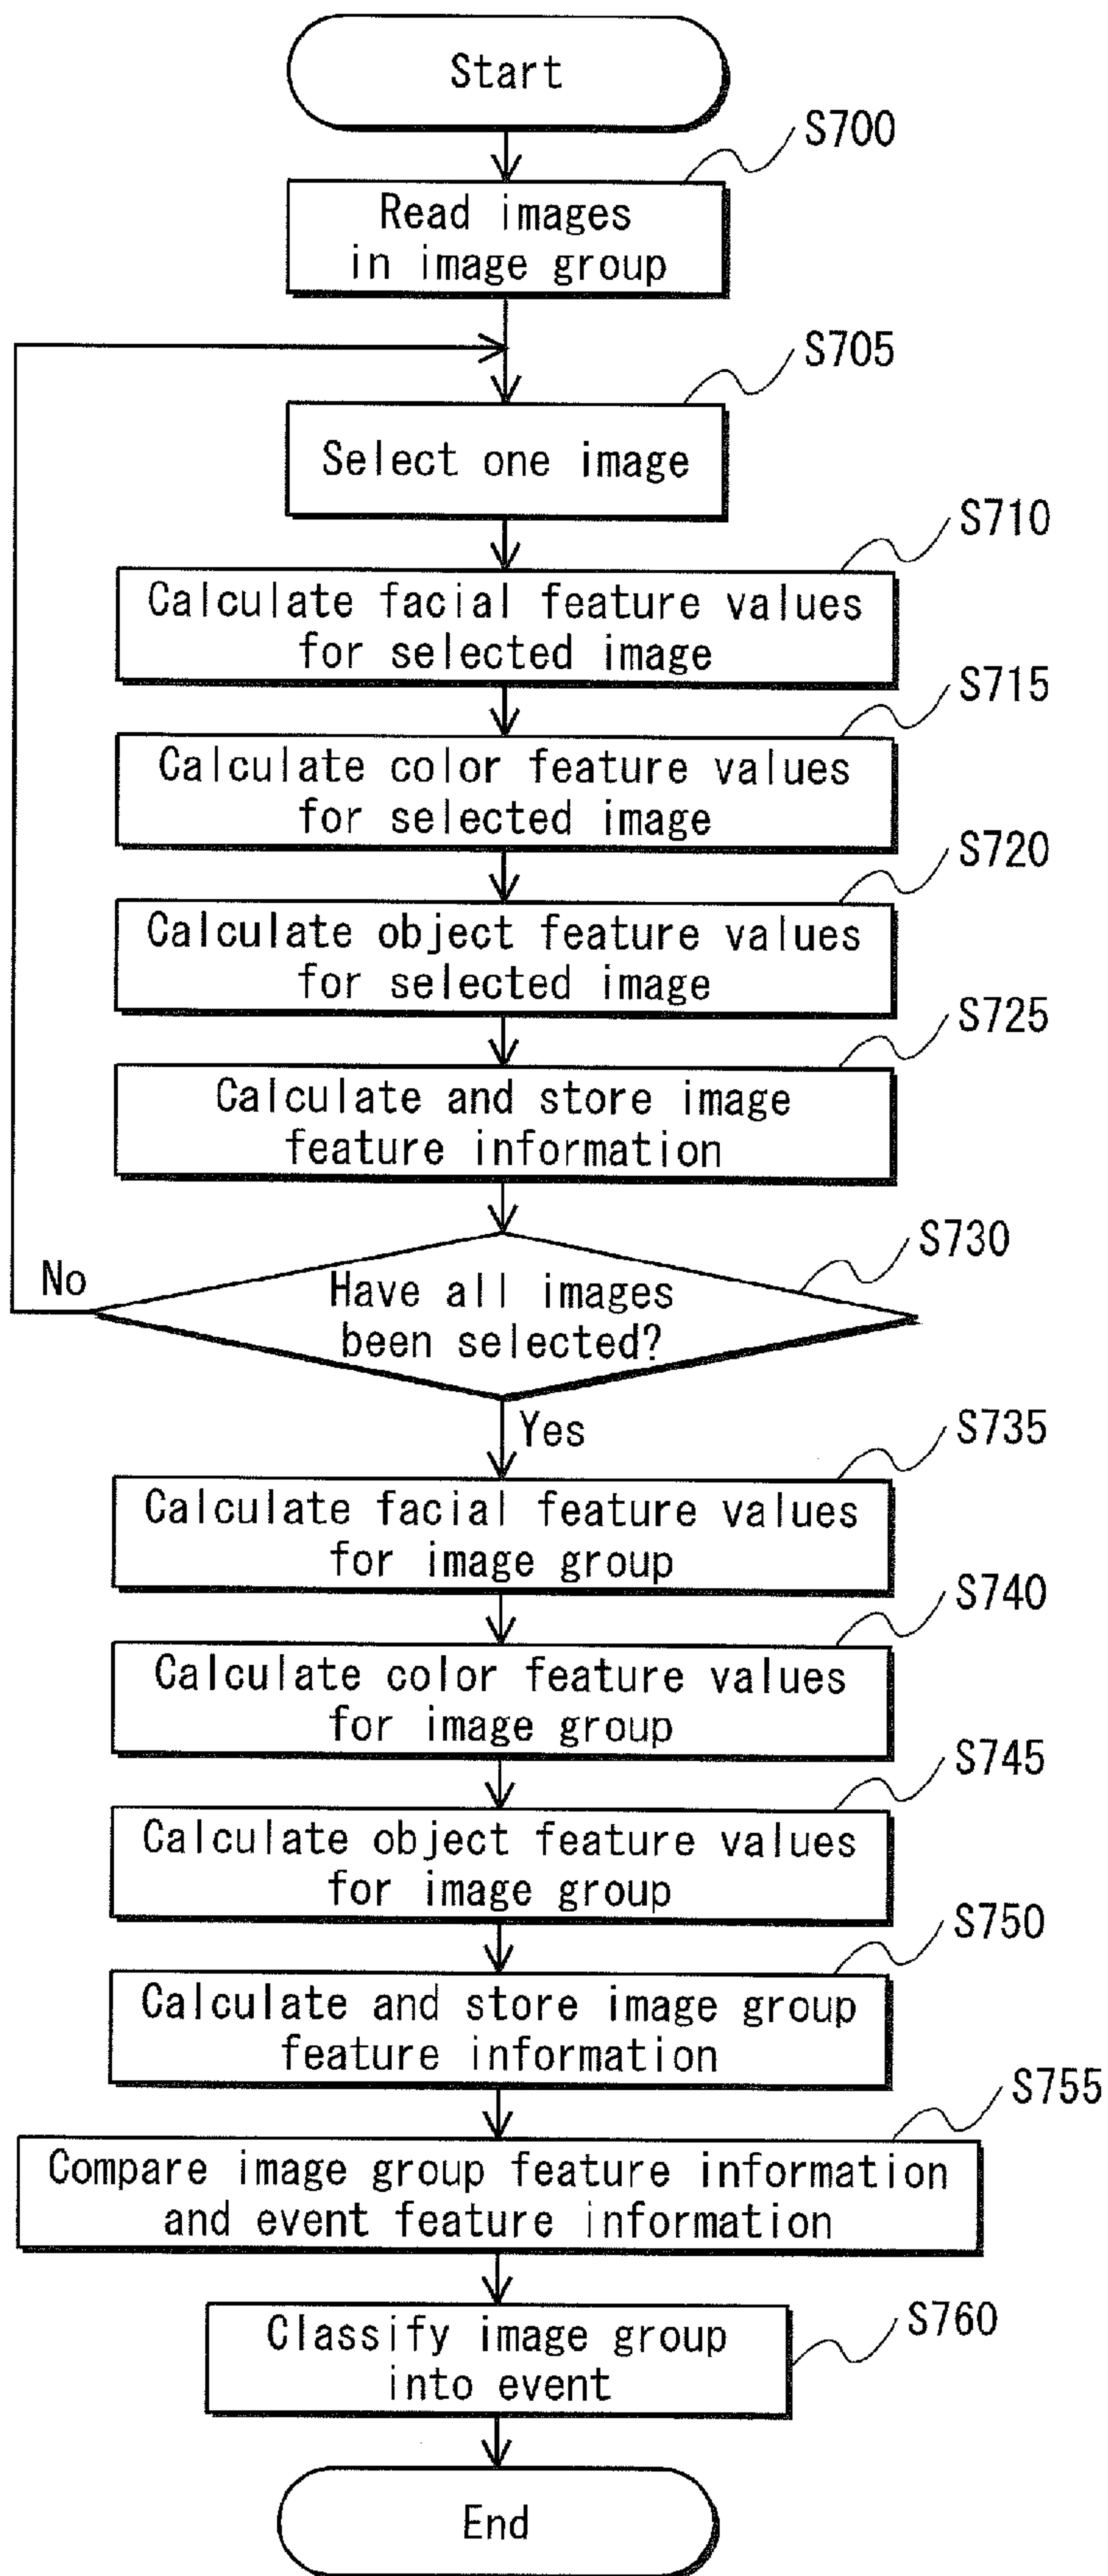 Start
S700
Read images
in image group
S705
Select one image
S710
Calculate facial feature values
for selected image
S715
Calculate color feature values
for selected image
S720
Calculate object feature values
for selected image
S725
Calculate and store image
feature information
S730
No
Have all images
been selected?
Yes
S735
Calculate facial feature values
for image group
S740
Calculate color feature values
for image group
S745
Calculate object feature values
for image group
S750
Calculate and store image group
feature information
S755
Compare image group feature information
and event feature information
S760
Classify image group
into event
End